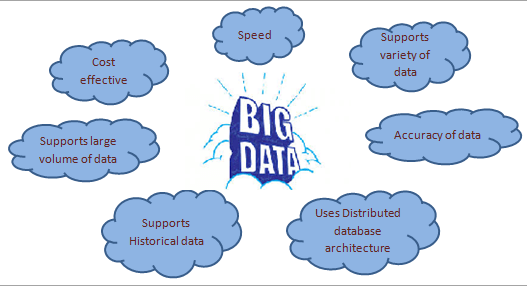 Speed
Supports
variety of
data
Cost
effective
BIG
DATA
Accuracy of data
Supports large
volume of data
Supports
Historical data
Uses Distributed
database
architecture